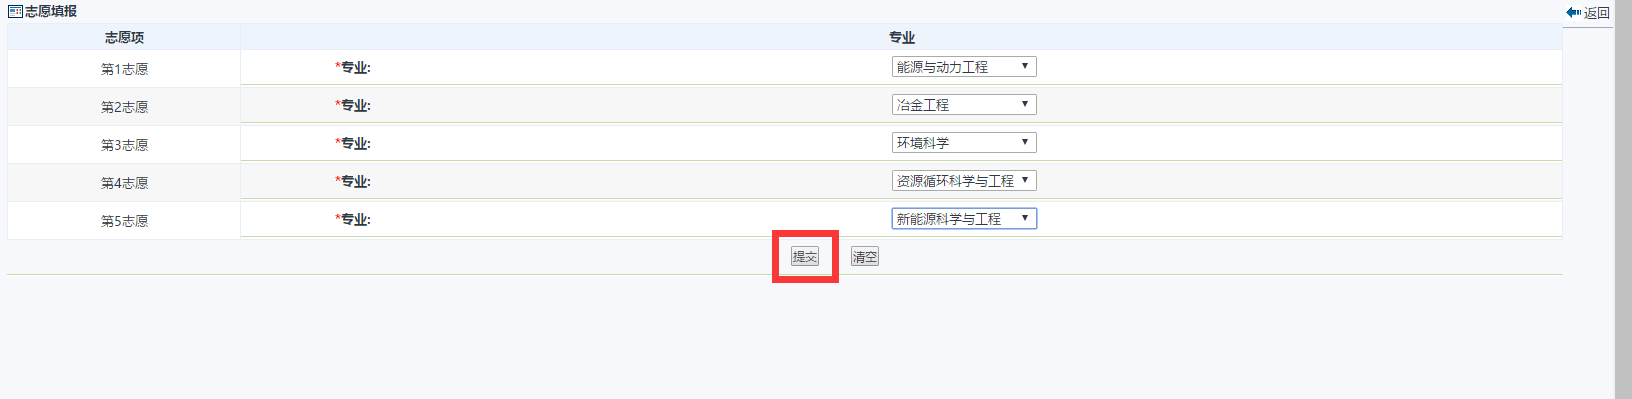 志愿填报
返回
志愿项 专业
第1志愿 *专业: 能源与动力工程
第2志愿 *专业: 冶金工程
第3志愿 *专业: 环境科学
第4志愿 *专业: 资源循环科学与工程
第5志愿 *专业: 新能源科学与工程
提交 清空